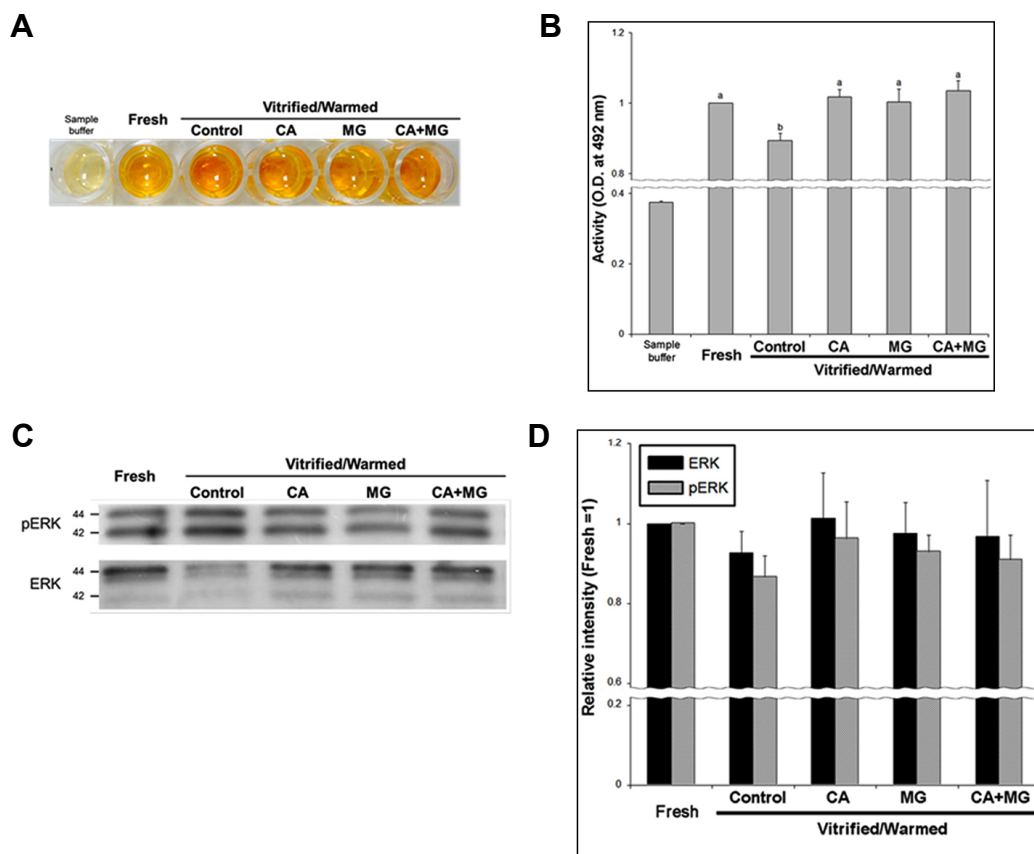 A
Sample
buffer
Fresh
Vitrified/Warmed
Control CA MG CA+MG
B
Activity (O.D. at 492 nm)
1.2
1
0.8
0.4
0.2
0
a
b
a
a
a
Sample
buffer
Fresh
Control CA MG CA+MG
Vitrified/Warmed
C
Fresh
Vitrified/Warmed
Control CA MG CA+MG
pERK
44
42
ERK
44
42
D
Relative intensity (Fresh =1)
1.2
1
0.8
0.6
0.2
0
ERK
pERK
Fresh
Control CA MG CA+MG
Vitrified/Warmed